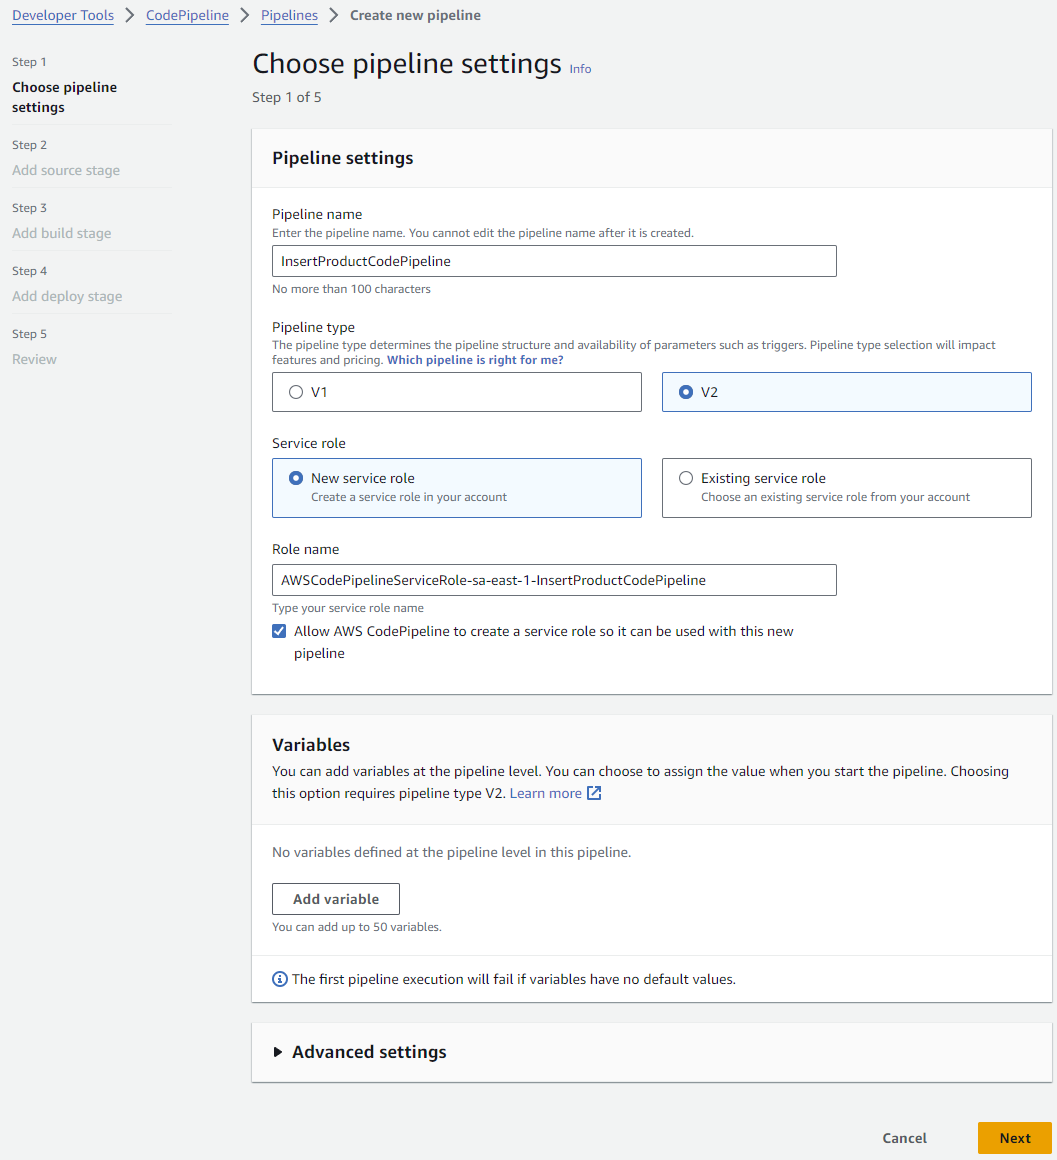 Developer Tools > CodePipeline > Pipelines > Create new pipeline
Step 1
Choose pipeline
settings
Step 2
Add source stage
Step 3
Add build stage
Step 4
Add deploy stage
Step 5
Review
Choose pipeline settings Info
Step 1 of 5
Pipeline settings
Pipeline name
Enter the pipeline name. You cannot edit the pipeline name after it is created.
InsertProductCodePipeline
No more than 100 characters
Pipeline type
The pipeline type determines the pipeline structure and availability of parameters such as triggers. Pipeline type selection will impact
features and pricing. Which pipeline is right for me?
V1
V2
Service role
New service role
Create a service role in your account
Existing service role
Choose an existing service role from your account
Role name
AWSCodePipelineServiceRole-sa-east-1-InsertProductCodePipeline
Type your service role name
Allow AWS CodePipeline to create a service role so it can be used with this new
pipeline
Variables
You can add variables at the pipeline level. You can choose to assign the value when you start the pipeline. Choosing
this option requires pipeline type V2. Learn more
No variables defined at the pipeline level in this pipeline.
Add variable
You can add up to 50 variables.
The first pipeline execution will fail if variables have no default values.
Advanced settings
Cancel
Next